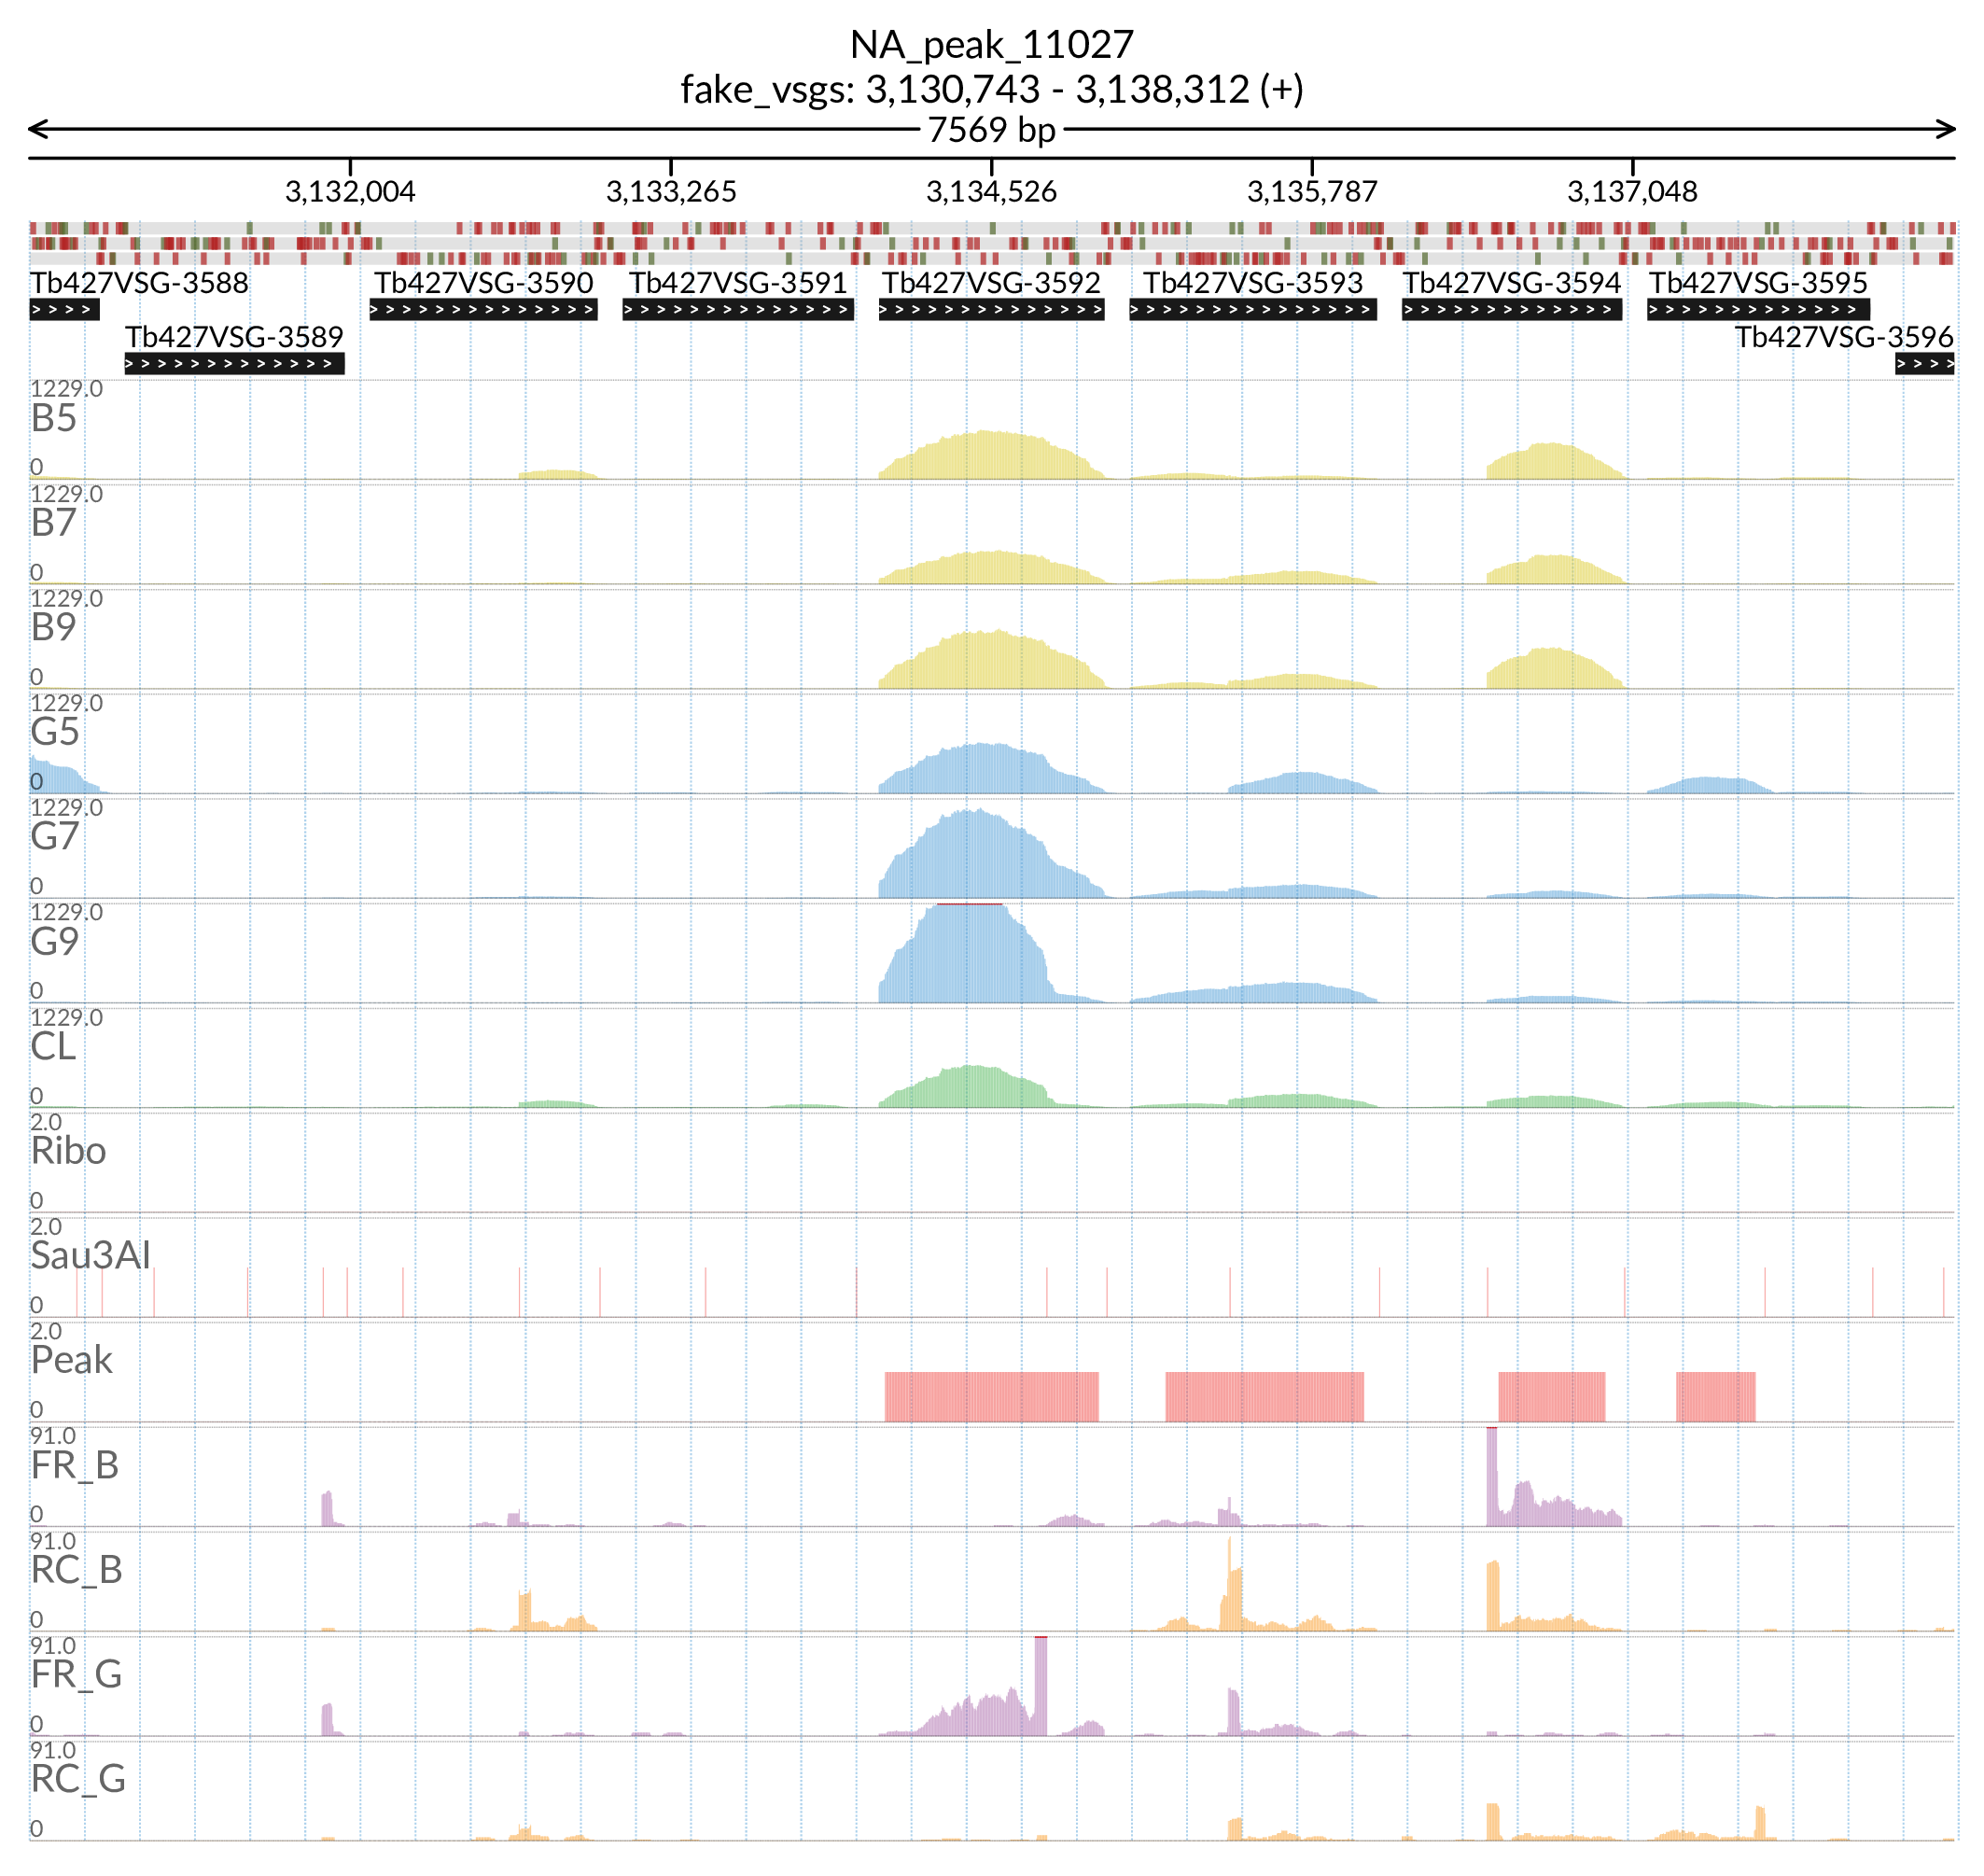 NA_peak_11027
fake_vsgs: 3,130,743 - 3,138,312 (+)
7569 bp
3,132,004 3,133,265 3,134,526 3,135,787 3,137,048
Tb427VSG-3588 Tb427VSG-3590 Tb427VSG-3591 Tb427VSG-3592 Tb427VSG-3593 Tb427VSG-3594 Tb427VSG-3595
Tb427VSG-3589 Tb427VSG-3596
1229.0
B5
0
1229.0
B7
0
1229.0
B9
0
1229.0
G5
0
1229.0
G7
0
1229.0
G9
0
1229.0
CL
0
2.0
Ribo
0
2.0
Sau3AI
0
2.0
Peak
0
91.0
FR_B
0
91.0
RC_B
0
91.0
FR_G
0
91.0
RC_G
0